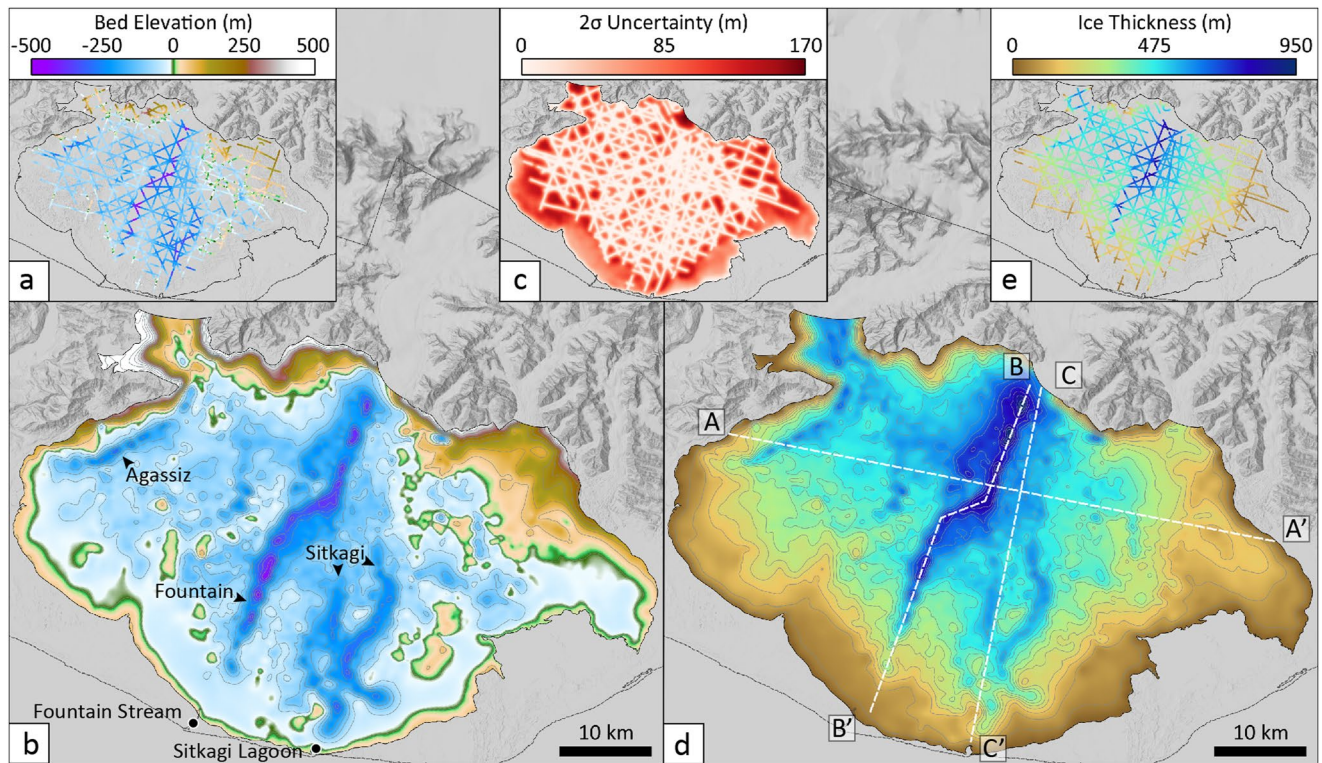 Bed Elevation (m)
-500 -250 0 250 500
a
2σ Uncertainty (m)
0 85 170
c
Ice Thickness (m)
0 475 950
e
Agassiz
Sitkagi
Fountain
Fountain Stream
Sitkagi Lagoon
b
10 km
B
C
A
A'
B'
C'
d
10 km